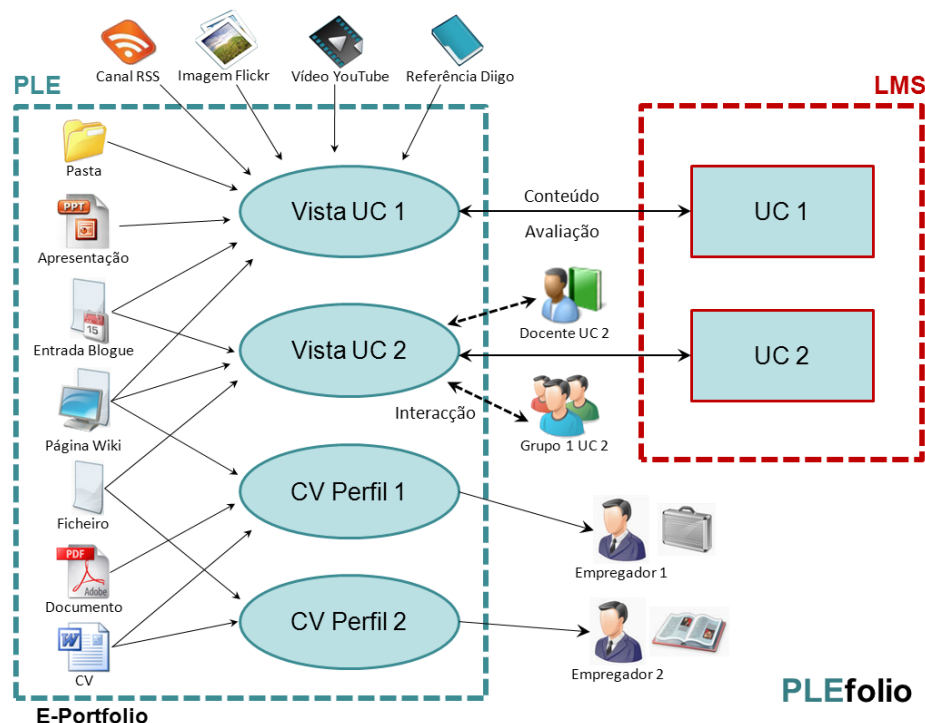 Canal RSS
Imagem Flickr
Vídeo YouTube
Referência Diigo
PLE
LMS
Pasta
PPT
Apresentação
15
Entrada Blogue
Página Wiki
Ficheiro
PDF
Adobe
Documento
W
CV
Vista UC 1
Conteúdo
Avaliação
UC 1
Docente UC 2
Vista UC 2
UC 2
Interacção
Grupo 1 UC 2
CV Perfil 1
Empregador 1
CV Perfil 2
Empregador 2
PLEfolio
E-Portfolio